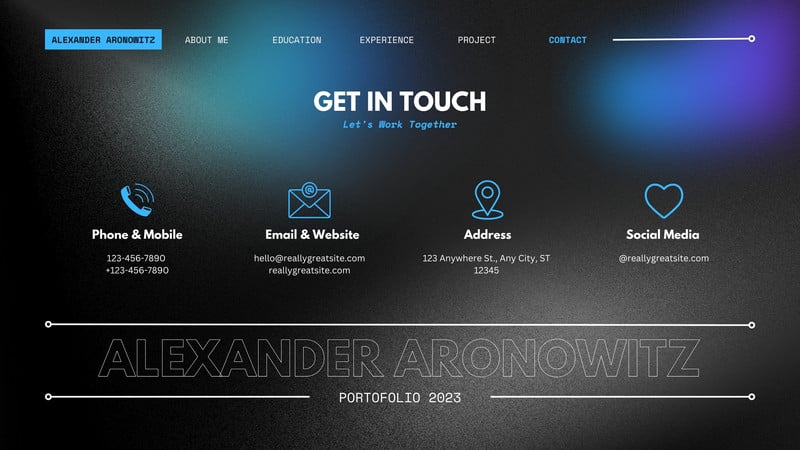 ALEXANDER ARONOWITZ
ABOUT ME
EDUCATION
EXPERIENCE
PROJECT
CONTACT
GET IN TOUCH
Let's Work Together
@
Phone & Mobile
123-456-7890
+123-456-7890
Email & Website
hello@reallygreatsite.com
reallygreatsite.com
Address
123 Anywhere St., Any City, ST
12345
Social Media
@reallygreatsite.com
ALEXANDER ARONOWITZ
PORTOFOLIO 2023